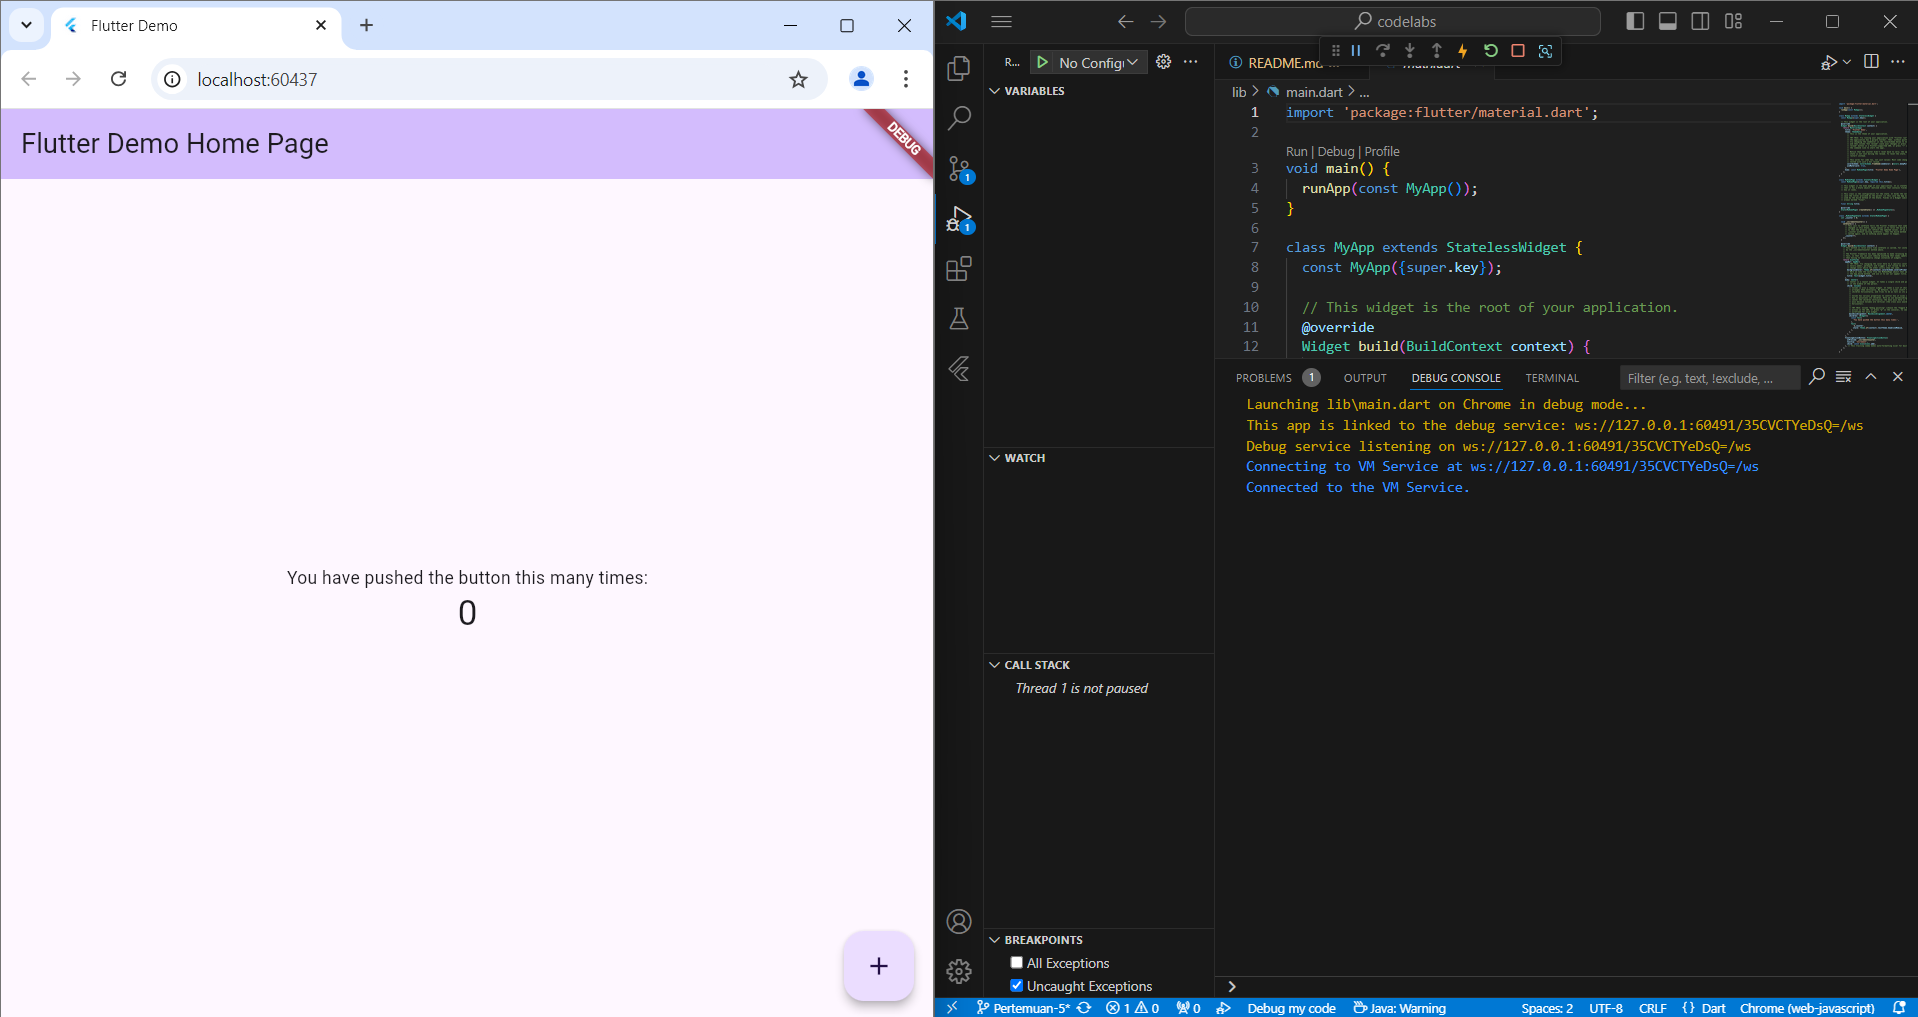 Flutter Demo
localhost:60437
Flutter Demo Home Page
DEBUG
You have pushed the button this many times:
0
+
codelabs
R...
No Config
README.md
VARIABLES
lib > main.dart > ...
1 import 'package:flutter/material.dart';
2
Run | Debug | Profile
3 void main() {
4 runApp(const MyApp());
5 }
6
7 class MyApp extends StatelessWidget {
8 const MyApp({super.key});
9
10 // This widget is the root of your application.
11 @override
12 Widget build(BuildContext context) {
PROBLEMS 1 OUTPUT DEBUG CONSOLE TERMINAL Filter (e.g. text, !exclude, ...
Launching lib\main.dart on Chrome in debug mode...
This app is linked to the debug service: ws://127.0.0.1:60491/35CVCTYeDsQ=/ws
Debug service listening on ws://127.0.0.1:60491/35CVCTYeDsQ=/ws
Connecting to VM Service at ws://127.0.0.1:60491/35CVCTYeDsQ=/ws
Connected to the VM Service.
1
1
WATCH
CALL STACK
Thread 1 is not paused
BREAKPOINTS
All Exceptions
Uncaught Exceptions
Pertemuan-5* 1 0 0 Debug my code Java: Warning Spaces: 2 UTF-8 CRLF {} Dart Chrome (web-javascript)